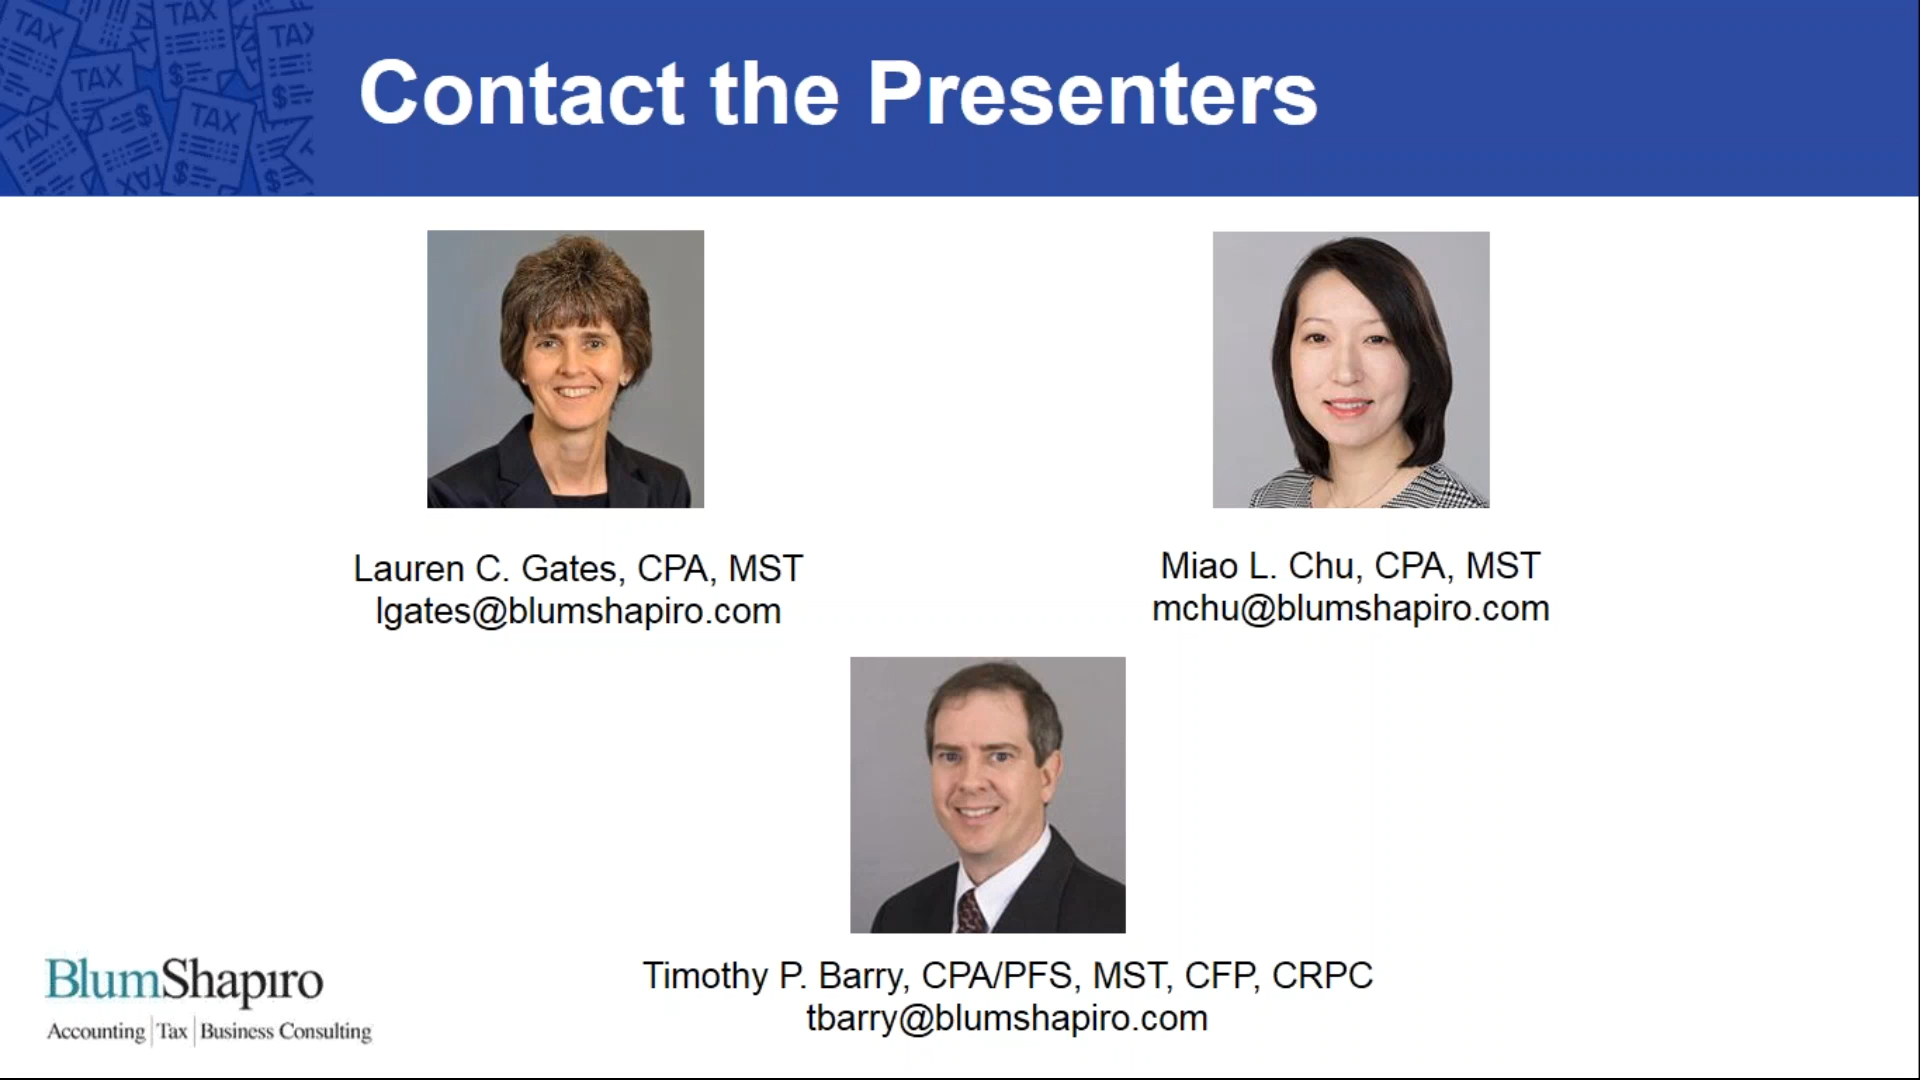 TAX TAX TAX
TAX
TAX TAX
Contact the Presenters
Lauren C. Gates, CPA, MST
lgates@blumshapiro.com
Miao L. Chu, CPA, MST
mchu@blumshapiro.com
Timothy P. Barry, CPA/PFS, MST, CFP, CRPC
tbarry@blumshapiro.com
BlumShapiro
Accounting | Tax | Business Consulting